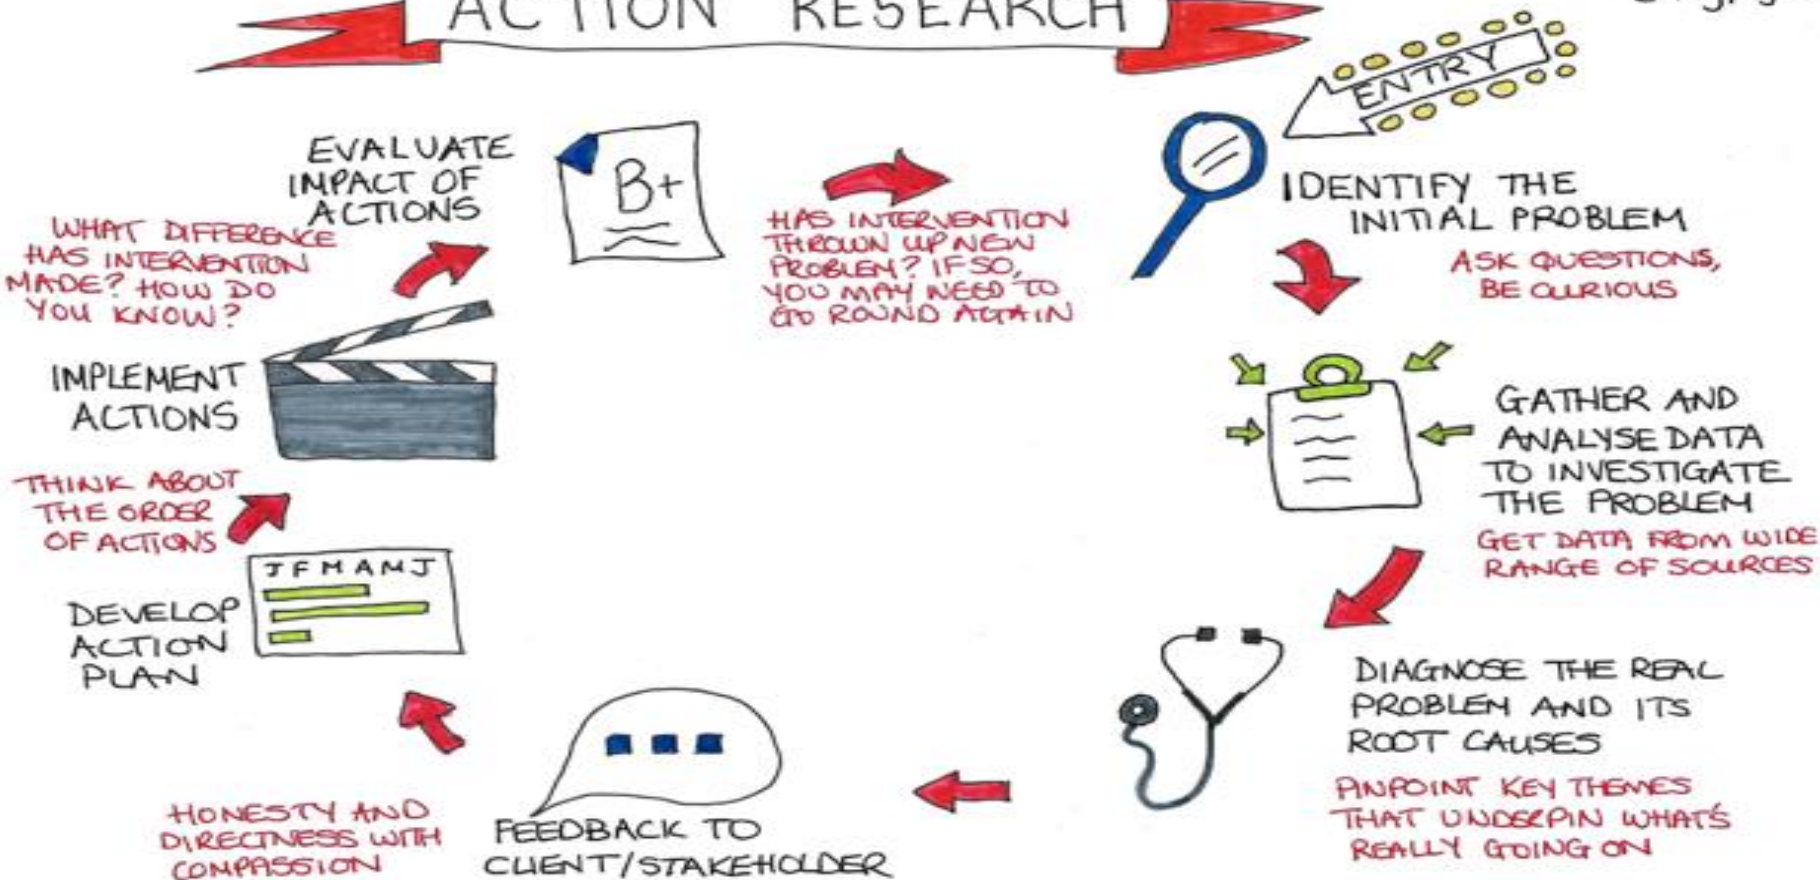 ACTION RESEARCH
ENTRY
IDENTIFY THE
INITIAL PROBLEM
ASK QUESTIONS,
BE CURIOUS
GATHER AND
ANALYSE DATA
TO INVESTIGATE
THE PROBLEM
GET DATA FROM WIDE
RANGE OF SOURCES
DIAGNOSE THE REAL
PROBLEM AND ITS
ROOT CAUSES
PINPOINT KEY THEMES
THAT UNDERPIN WHAT'S
REALLY GOING ON
FEEDBACK TO
CLIENT/STAKEHOLDER
HONESTY AND
DIRECTNESS WITH
COMPASSION
DEVELOP
ACTION
PLAN
J F M A M J
THINK ABOUT
THE ORDER
OF ACTIONS
IMPLEMENT
ACTIONS
WHAT DIFFERENCE
HAS INTERVENTION
MADE? HOW DO
YOU KNOW?
EVALUATE
IMPACT OF
ACTIONS
B+
HAS INTERVENTION
THROWN UP NEW
PROBLEM? IF SO,
YOU MAY NEED TO
GO ROUND AGAIN